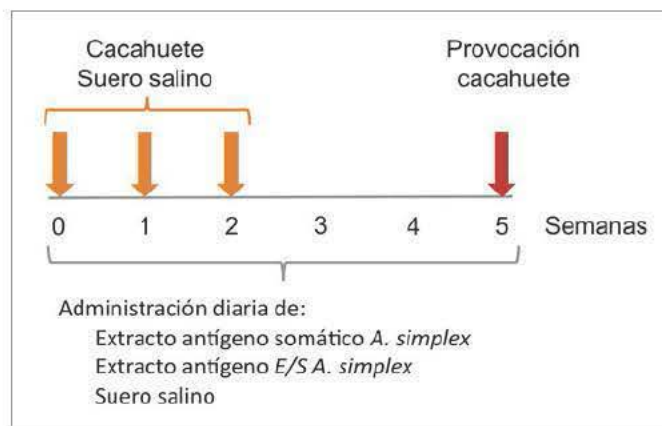 Cacahuete
Suero salino
Provocación
cacahuete
0 1 2 3 4 5 Semanas
Administración diaria de:
Extracto antígeno somático A. simplex
Extracto antígeno E/S A. simplex
Suero salino